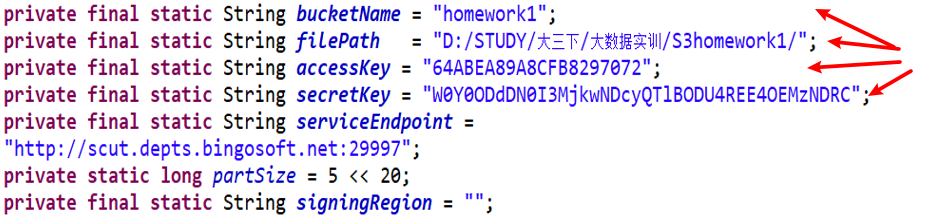 private final static String bucketName = "homework1";
private final static String filePath   = "D:/STUDY/大三下/大数据实训/S3homework1/";
private final static String accessKey = "64ABEA89A8CFB8297072";
private final static String secretKey = "W0Y0ODdDN0I3MjkwNDcyQTlBODU4REE4OEMzNDRC";
private final static String serviceEndpoint =
"http://scut.depts.bingosoft.net:29997";
private static long partSize = 5 << 20;
private final static String signingRegion = "";